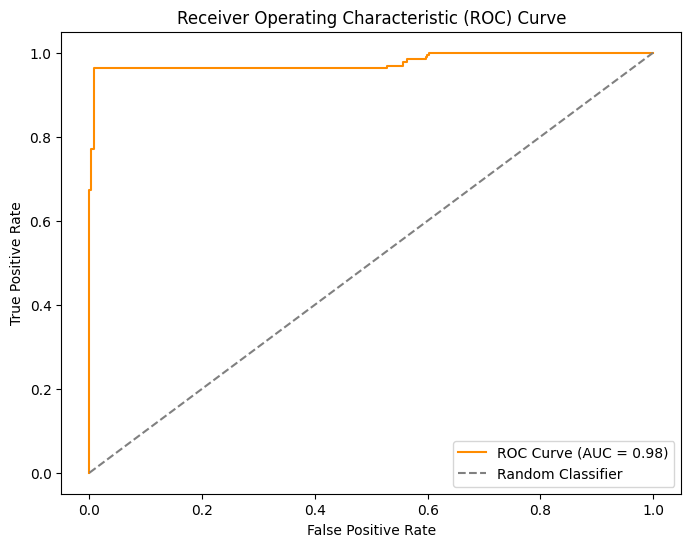 Receiver Operating Characteristic (ROC) Curve
True Positive Rate
1.0
0.8
0.6
0.4
0.2
0.0
0.0 0.2 0.4 0.6 0.8 1.0
False Positive Rate
ROC Curve (AUC = 0.98)
Random Classifier